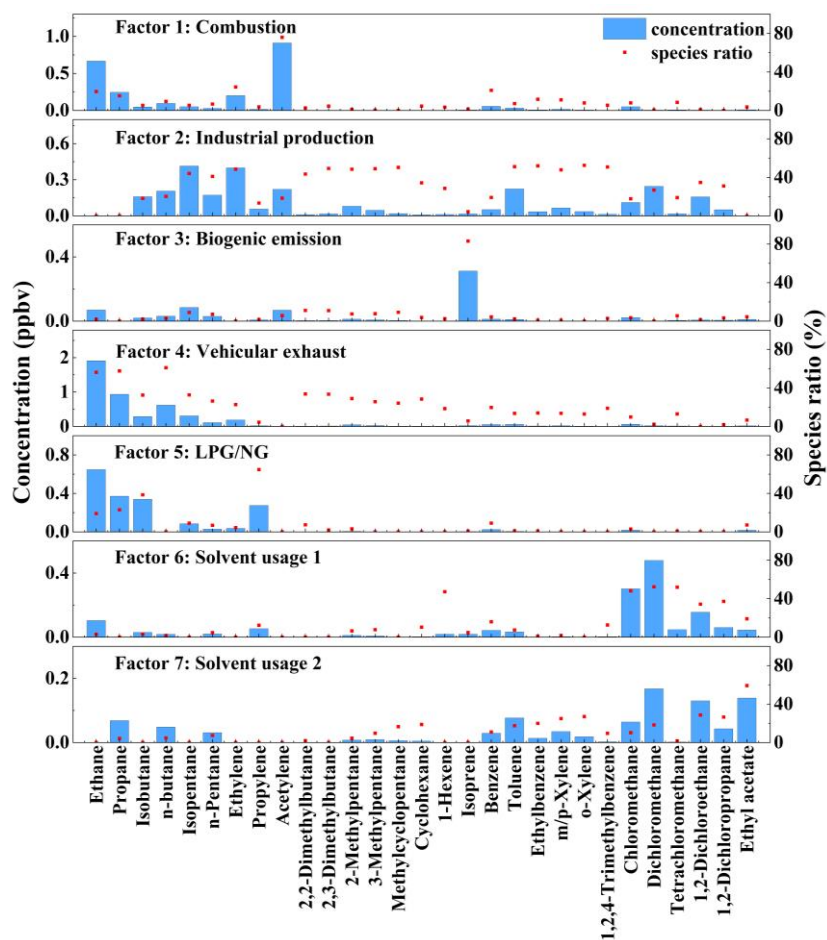 Factor 1: Combustion
concentration
species ratio
1.0
0.5
0.0
80
40
0
Factor 2: Industrial production
0.6
0.3
0.0
80
40
0
Factor 3: Biogenic emission
0.4
0.0
80
40
0
Factor 4: Vehicular exhaust
2
1
0
80
40
0
Factor 5: LPG/NG
0.8
0.4
0.0
80
40
0
Factor 6: Solvent usage 1
0.4
0.0
80
40
0
Factor 7: Solvent usage 2
0.2
0.0
80
60
40
20
0
Concentration (ppbv)
Species ratio (%)
Ethane
Propane
Isobutane
n-butane
Isopentane
n-Pentane
Ethylene
Propylene
Acetylene
2,2-Dimethylbutane
2,3-Dimethylbutane
2-Methylpentane
3-Methylpentane
Methylcyclopentane
Cyclohexane
1-Hexene
Isoprene
Benzene
Toluene
Ethylbenzene
m/p-Xylene
o-Xylene
1,2,4-Trimethylbenzene
Chloromethane
Dichloromethane
Tetrachloromethane
1,2-Dichloroethane
1,2-Dichloropropane
Ethyl acetate